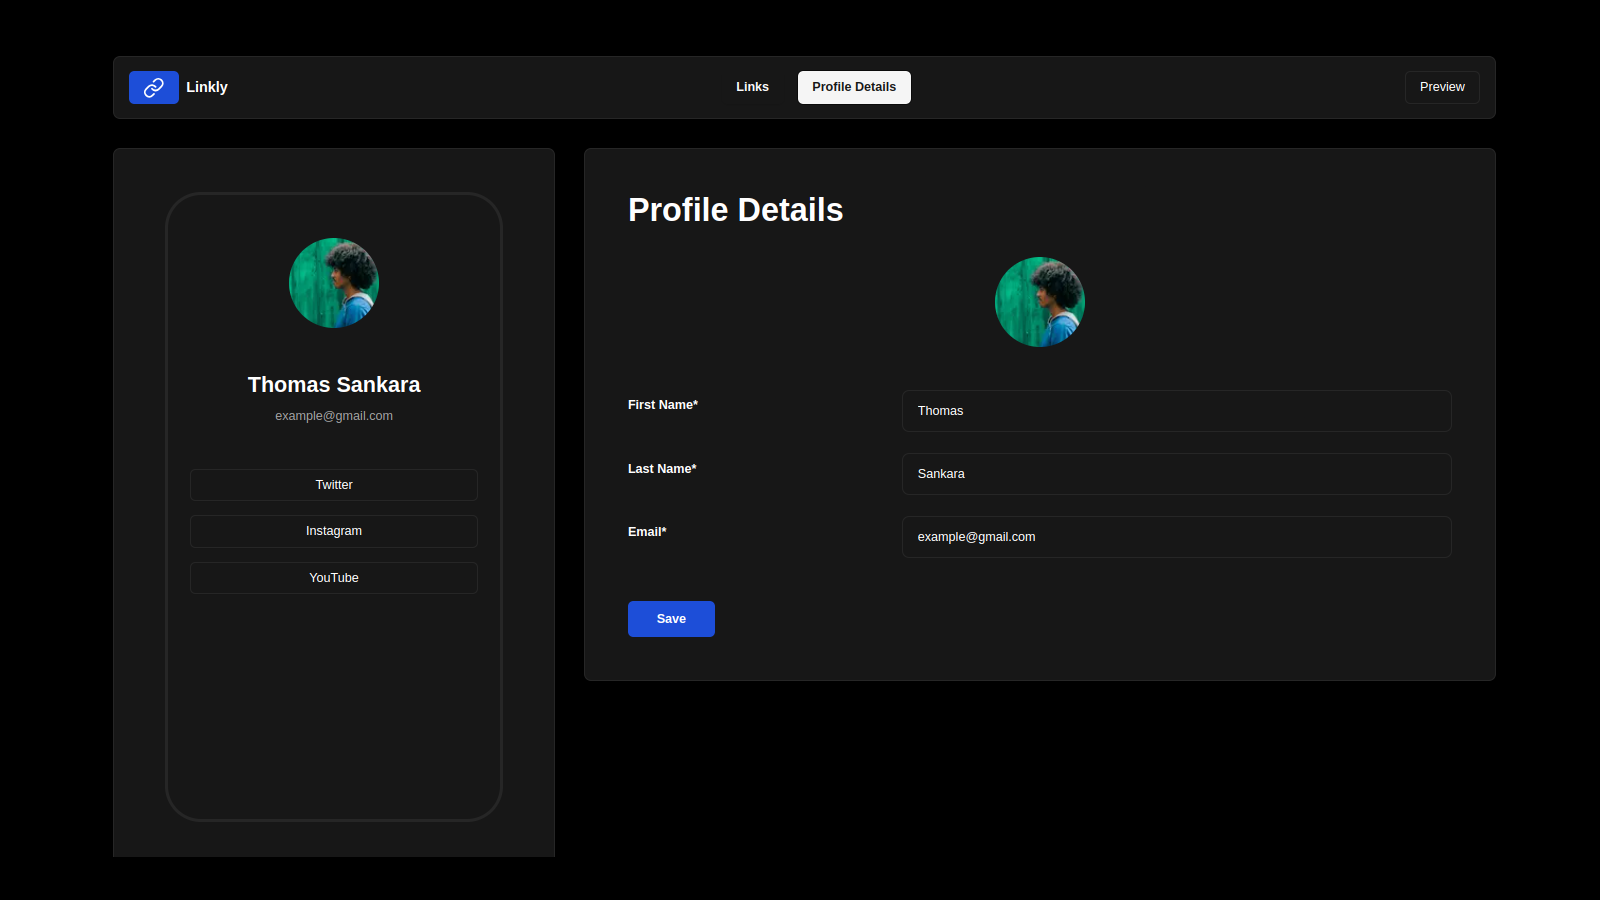 Linkly
Links
Profile Details
Preview
Thomas Sankara
example@gmail.com
Twitter
Instagram
YouTube
Profile Details
First Name*
Thomas
Last Name*
Sankara
Email*
example@gmail.com
Save